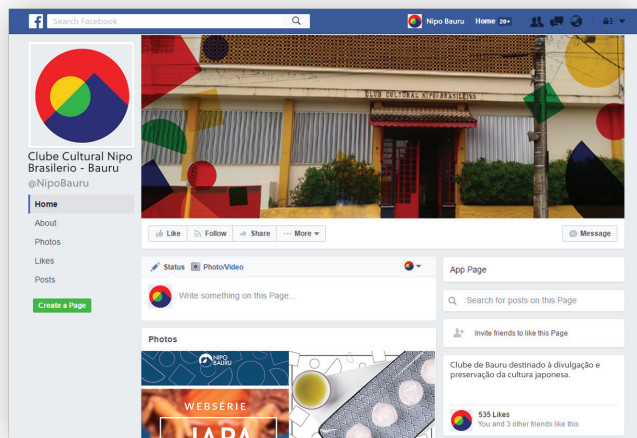 Search Facebook
Nipo Bauru Home 20+
CLUB CULTURAL NIPO BRASILEIRO
Clube Cultural Nipo
Brasilerio - Bauru
@NipoBauru
Home
About
Photos
Likes
Posts
Create a Page
Like Follow Share ··· More
Message
Status Photo/Video
Write something on this Page...
Photos
NIPO
BAURU
WEBSÉRIE
JAPA
App Page
Search for posts on this Page
Invite friends to like this Page
Clube de Bauru destinado à divulgação e
preservação da cultura japonesa.
535 Likes
You and 3 other friends like this